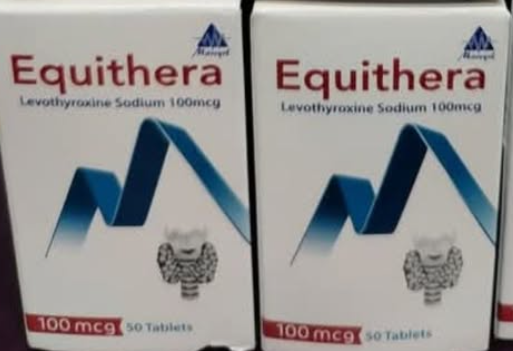 Equithera
Levothyroxine Sodium 100mcg
100 mcg 50 Tablets
Equithera
Levothyroxine Sodium 100mcg
100 mcg 50 Tablets